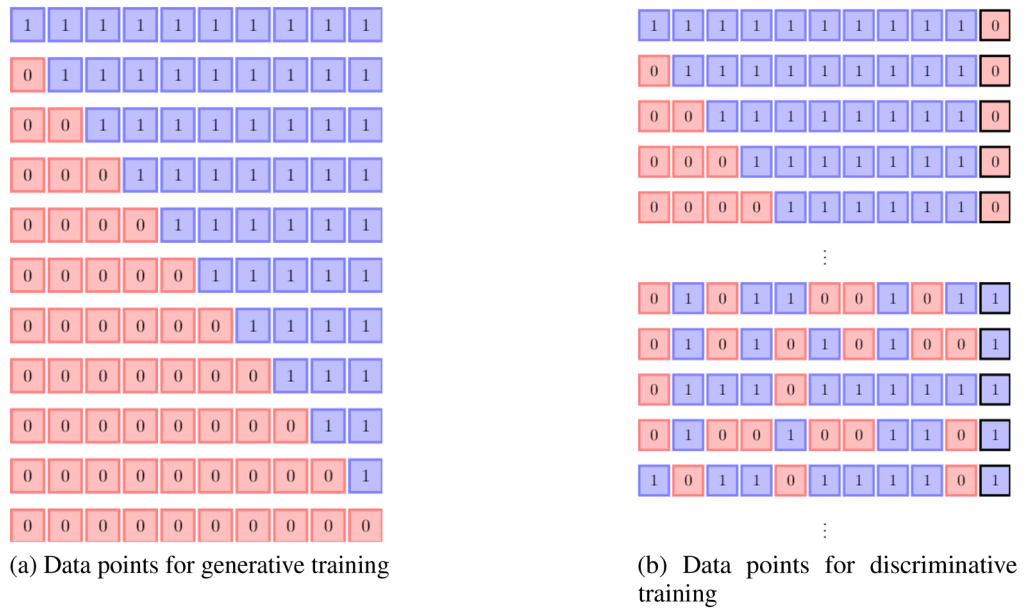 1 1 1 1 1 1 1 1 1 1
0 1 1 1 1 1 1 1 1 1
0 0 1 1 1 1 1 1 1 1
0 0 0 1 1 1 1 1 1 1
0 0 0 0 1 1 1 1 1 1
0 0 0 0 0 1 1 1 1 1
0 0 0 0 0 0 1 1 1 1
0 0 0 0 0 0 0 1 1 1
0 0 0 0 0 0 0 0 1 1
0 0 0 0 0 0 0 0 0 1
0 0 0 0 0 0 0 0 0 0
(a) Data points for generative training
1 1 1 1 1 1 1 1 1 1 0
0 1 1 1 1 1 1 1 1 1 0
0 0 1 1 1 1 1 1 1 1 0
0 0 0 1 1 1 1 1 1 1 0
0 0 0 0 1 1 1 1 1 1 0
⋮
0 1 0 1 1 0 0 1 0 1 1
0 1 0 1 0 1 0 1 0 0 1
0 1 1 1 0 1 1 1 1 1 1
0 1 0 0 1 0 0 1 1 0 1
1 0 1 1 0 1 1 1 1 0 1
⋮
(b) Data points for discriminative
training